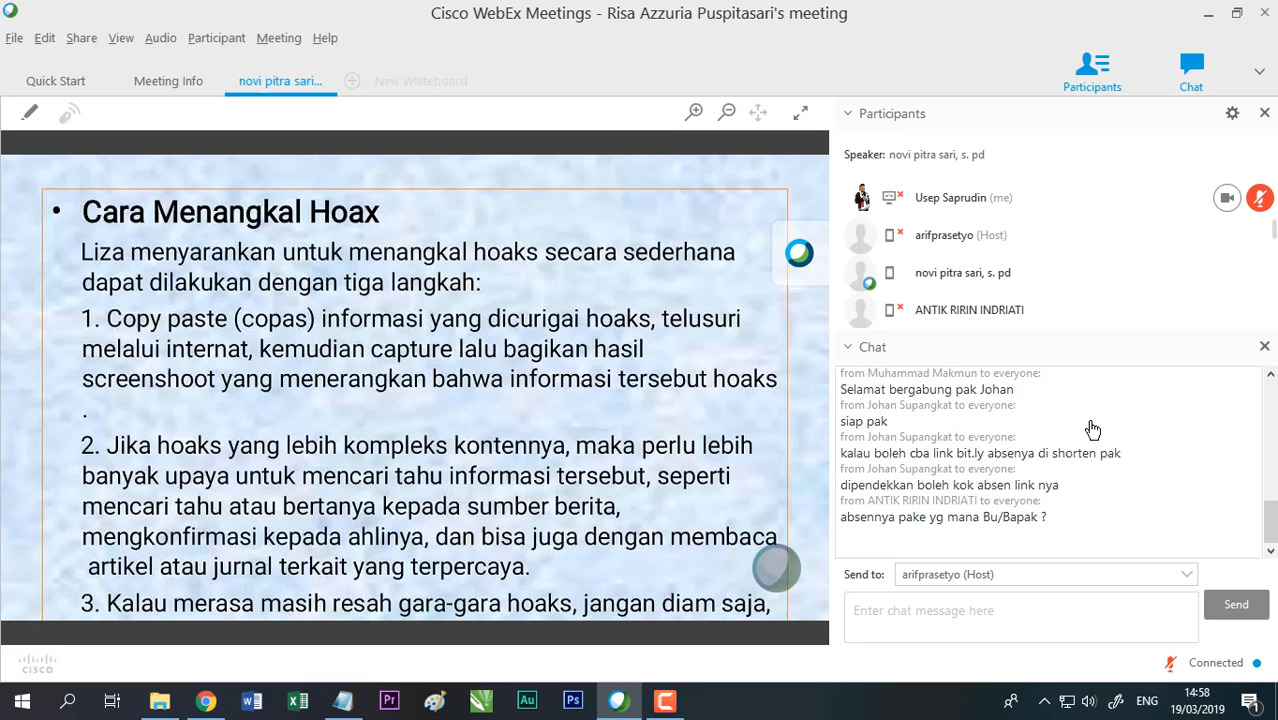 Cisco WebEx Meetings - Risa Azzuria Puspitasari's meeting
File Edit Share View Audio Participant Meeting Help
Quick Start Meeting Info novi pitra sari... New Whiteboard
Participants Chat
• Cara Menangkal Hoax
Liza menyarankan untuk menangkal hoaks secara sederhana
dapat dilakukan dengan tiga langkah:
1. Copy paste (copas) informasi yang dicurigai hoaks, telusuri
melalui internet, kemudian capture lalu bagikan hasil
screenshoot yang menerangkan bahwa informasi tersebut hoaks
.
2. Jika hoaks yang lebih kompleks kontennya, maka perlu lebih
banyak upaya untuk mencari tahu informasi tersebut, seperti
mencari tahu atau bertanya kepada sumber berita,
mengkonfirmasi kepada ahlinya, dan bisa juga dengan membaca
artikel atau jurnal terkait yang terpercaya.
3. Kalau merasa masih resah gara-gara hoaks, jangan diam saja,
Participants
Speaker: novi pitra sari, s. pd
Usep Saprudin (me)
arifprasetyo (Host)
novi pitra sari, s. pd
ANTIK RIRIN INDRIATI
Chat
from Muhammad Makmun to everyone:
Selamat bergabung pak Johan
from Johan Supangkat to everyone:
siap pak
from Johan Supangkat to everyone:
kalau boleh cba link bit.ly absenya di shorten pak
from Johan Supangkat to everyone:
dipendekkan boleh kok absen link nya
from ANTIK RIRIN INDRIATI to everyone:
absennya pake yg mana Bu/Bapak ?
Send to: arifprasetyo (Host)
Enter chat message here
Send
cisco
Connected
W X Pr Au Ps
ENG
14:58
19/03/2019
1